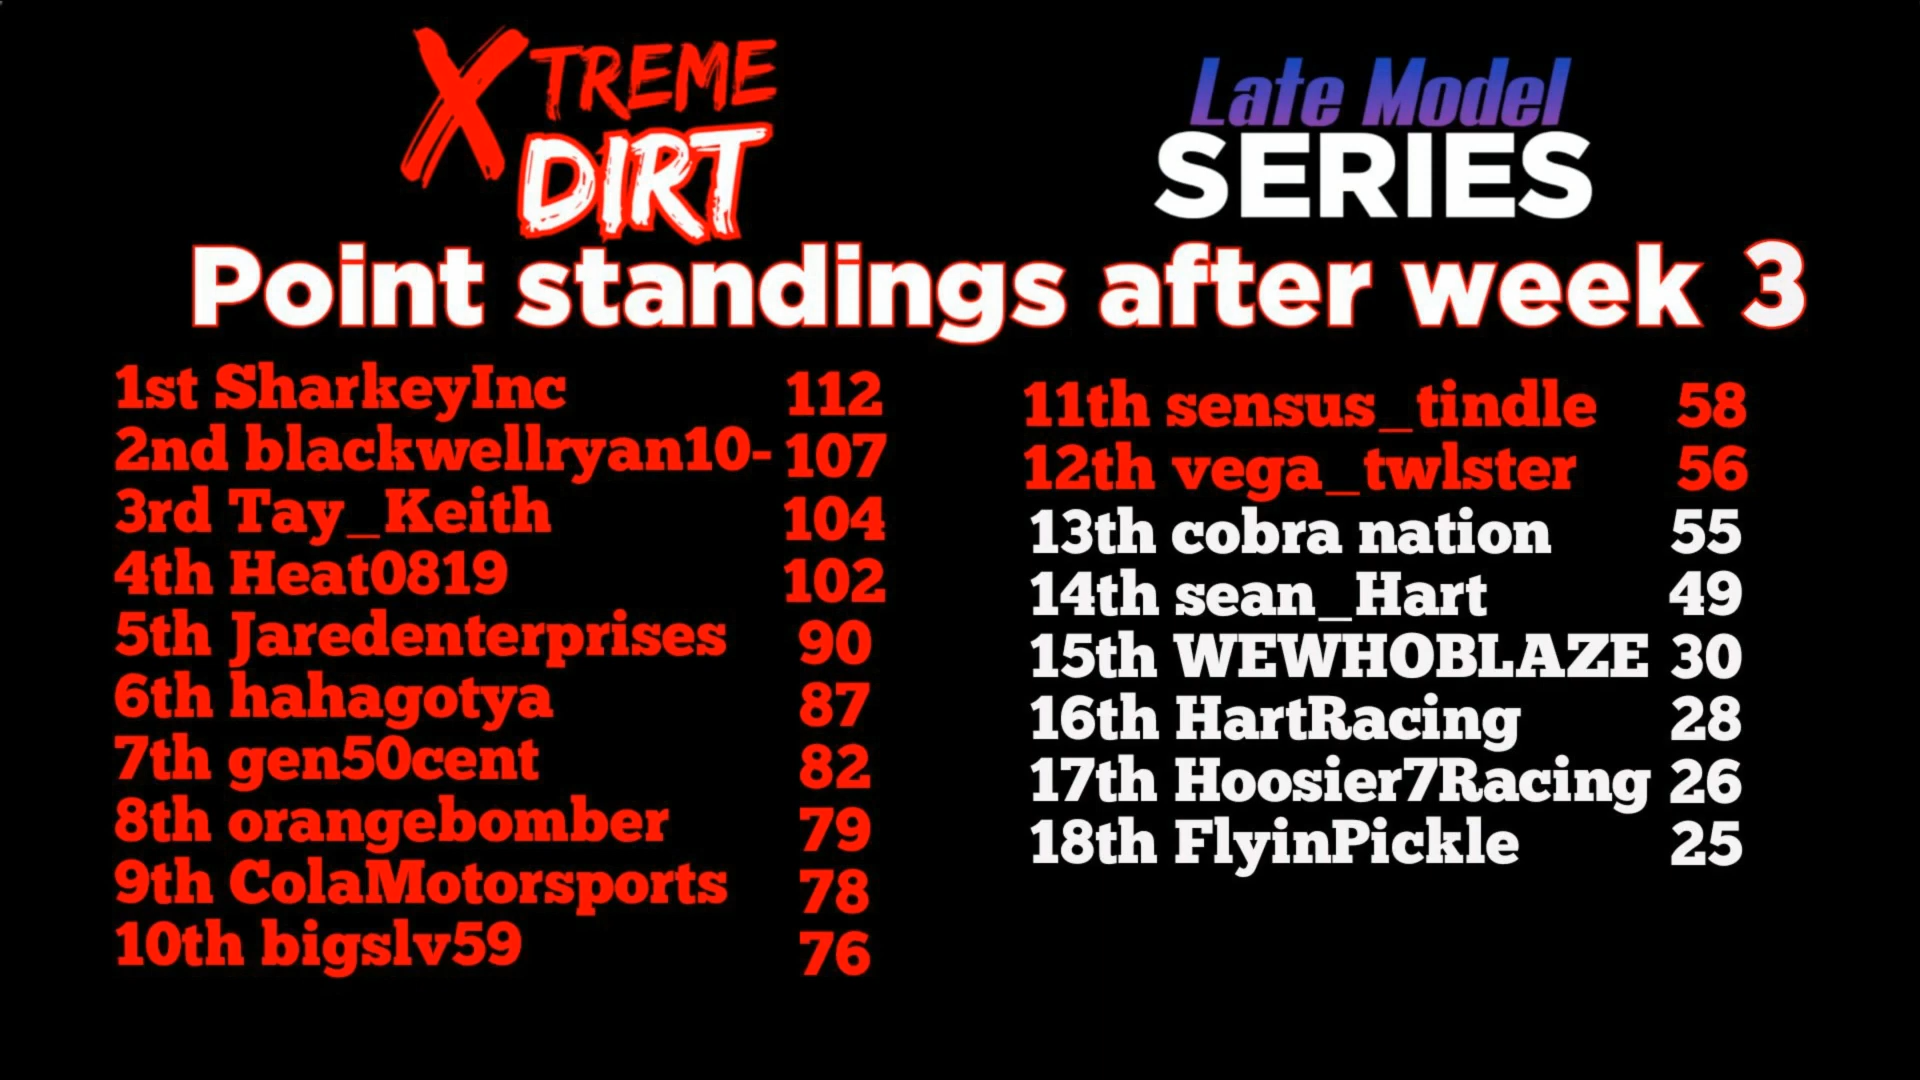 XTREME
DIRT
Late Model
SERIES
Point standings after week 3
1st SharkeyInc 112
2nd blackwellryan10- 107
3rd Tay_Keith 104
4th Heat0819 102
5th Jaredenterprises 90
6th hahagotya 87
7th gen50cent 82
8th orangebomber 79
9th ColaMotorsports 78
10th bigslv59 76
11th sensus_tindle 58
12th vega_twlster 56
13th cobra nation 55
14th sean_Hart 49
15th WEWHOBLAZE 30
16th HartRacing 28
17th Hoosier7Racing 26
18th FlyinPickle 25